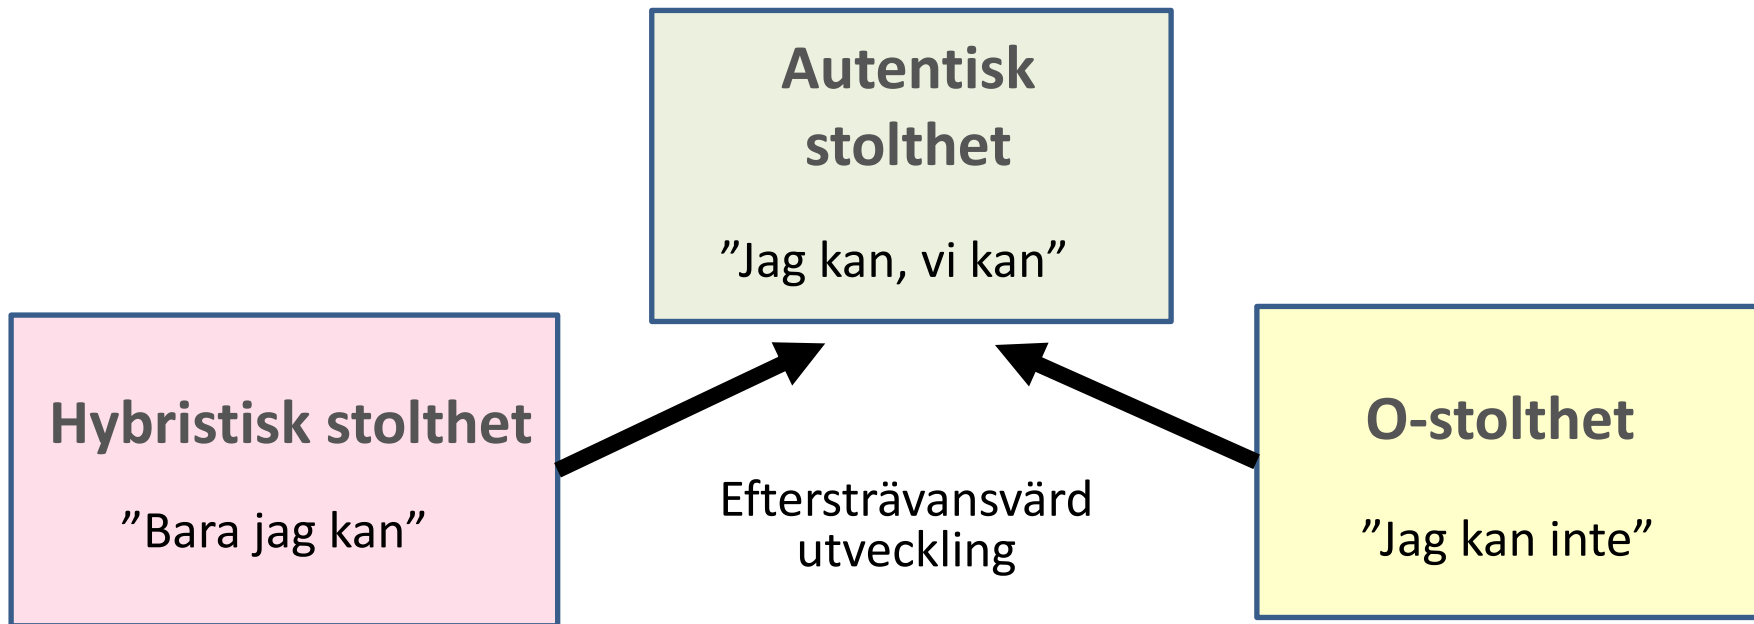 Autentisk
stolthet
”Jag kan, vi kan”
Hybristisk stolthet
”Bara jag kan”
Eftersträvansvärd
utveckling
O-stolthet
”Jag kan inte”